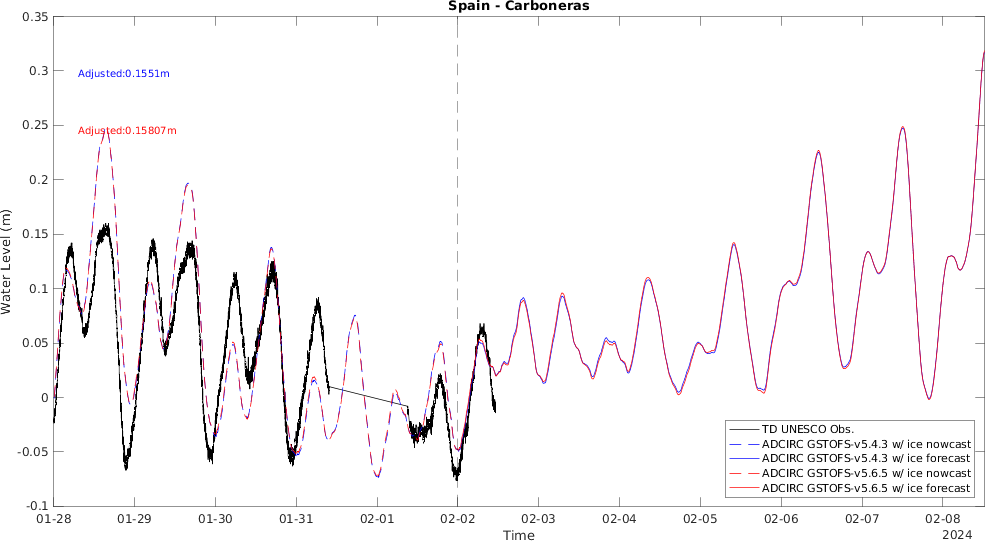 Spain - Carboneras
0.35
0.3
0.25
0.2
0.15
0.1
0.05
0
-0.05
-0.1
Water Level (m)
Adjusted:0.1551m
Adjusted:0.15807m
TD UNESCO Obs.
ADCIRC GSTOFS-v5.4.3 w/ ice nowcast
ADCIRC GSTOFS-v5.4.3 w/ ice forecast
ADCIRC GSTOFS-v5.6.5 w/ ice nowcast
ADCIRC GSTOFS-v5.6.5 w/ ice forecast
01-28 01-29 01-30 01-31 02-01 02-02 02-03 02-04 02-05 02-06 02-07 02-08
Time
2024